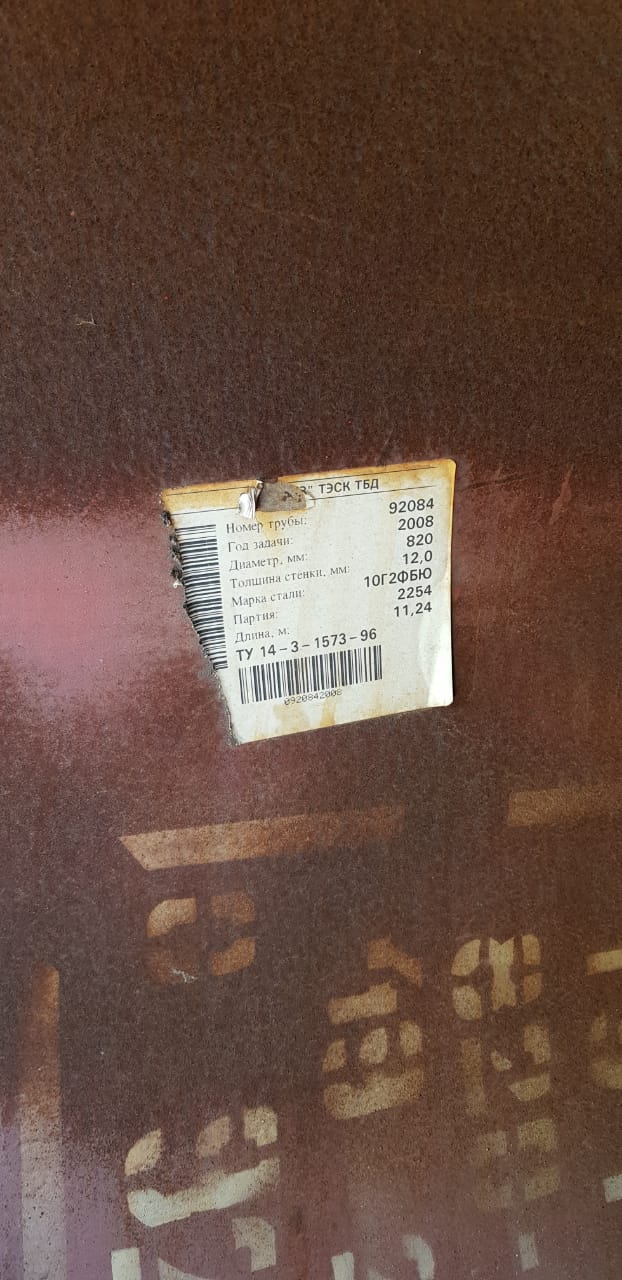 ТЭСК ТБД
Номер трубы: 92084
Год задачи: 2008
Диаметр, мм: 820
Толщина стенки, мм: 12,0
Марка стали: 10Г2ФБЮ
Партия: 2254
Длина, м: 11,24
ТУ 14-3-1573-96
0920842008